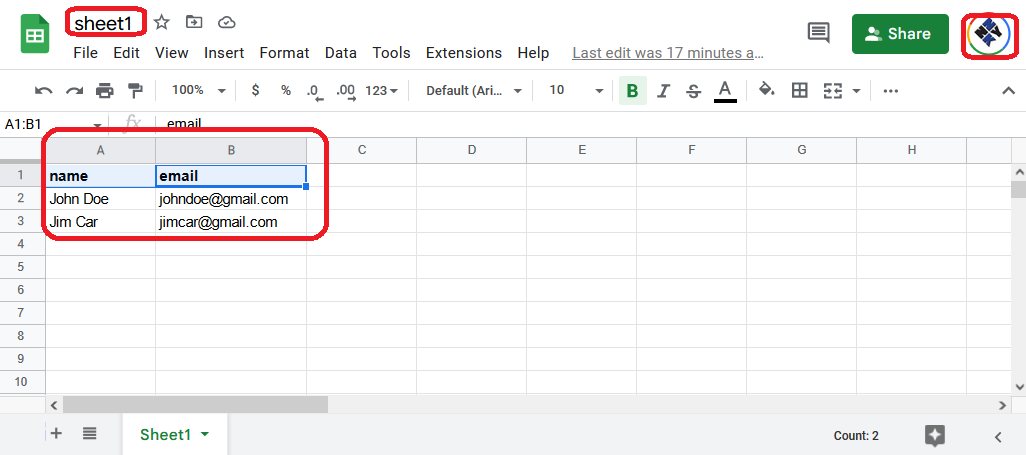 sheet1
File Edit View Insert Format Data Tools Extensions Help Last edit was 17 minutes a...
Share
100% $ % .0 .00 123 Default (Ari... 10 B I S A ...
A1:B1 fx email
A B C D E F G H
1 name email
2 John Doe johndoe@gmail.com
3 Jim Car jimcar@gmail.com
4
5
6
7
8
9
10
+ Sheet1 Count: 2